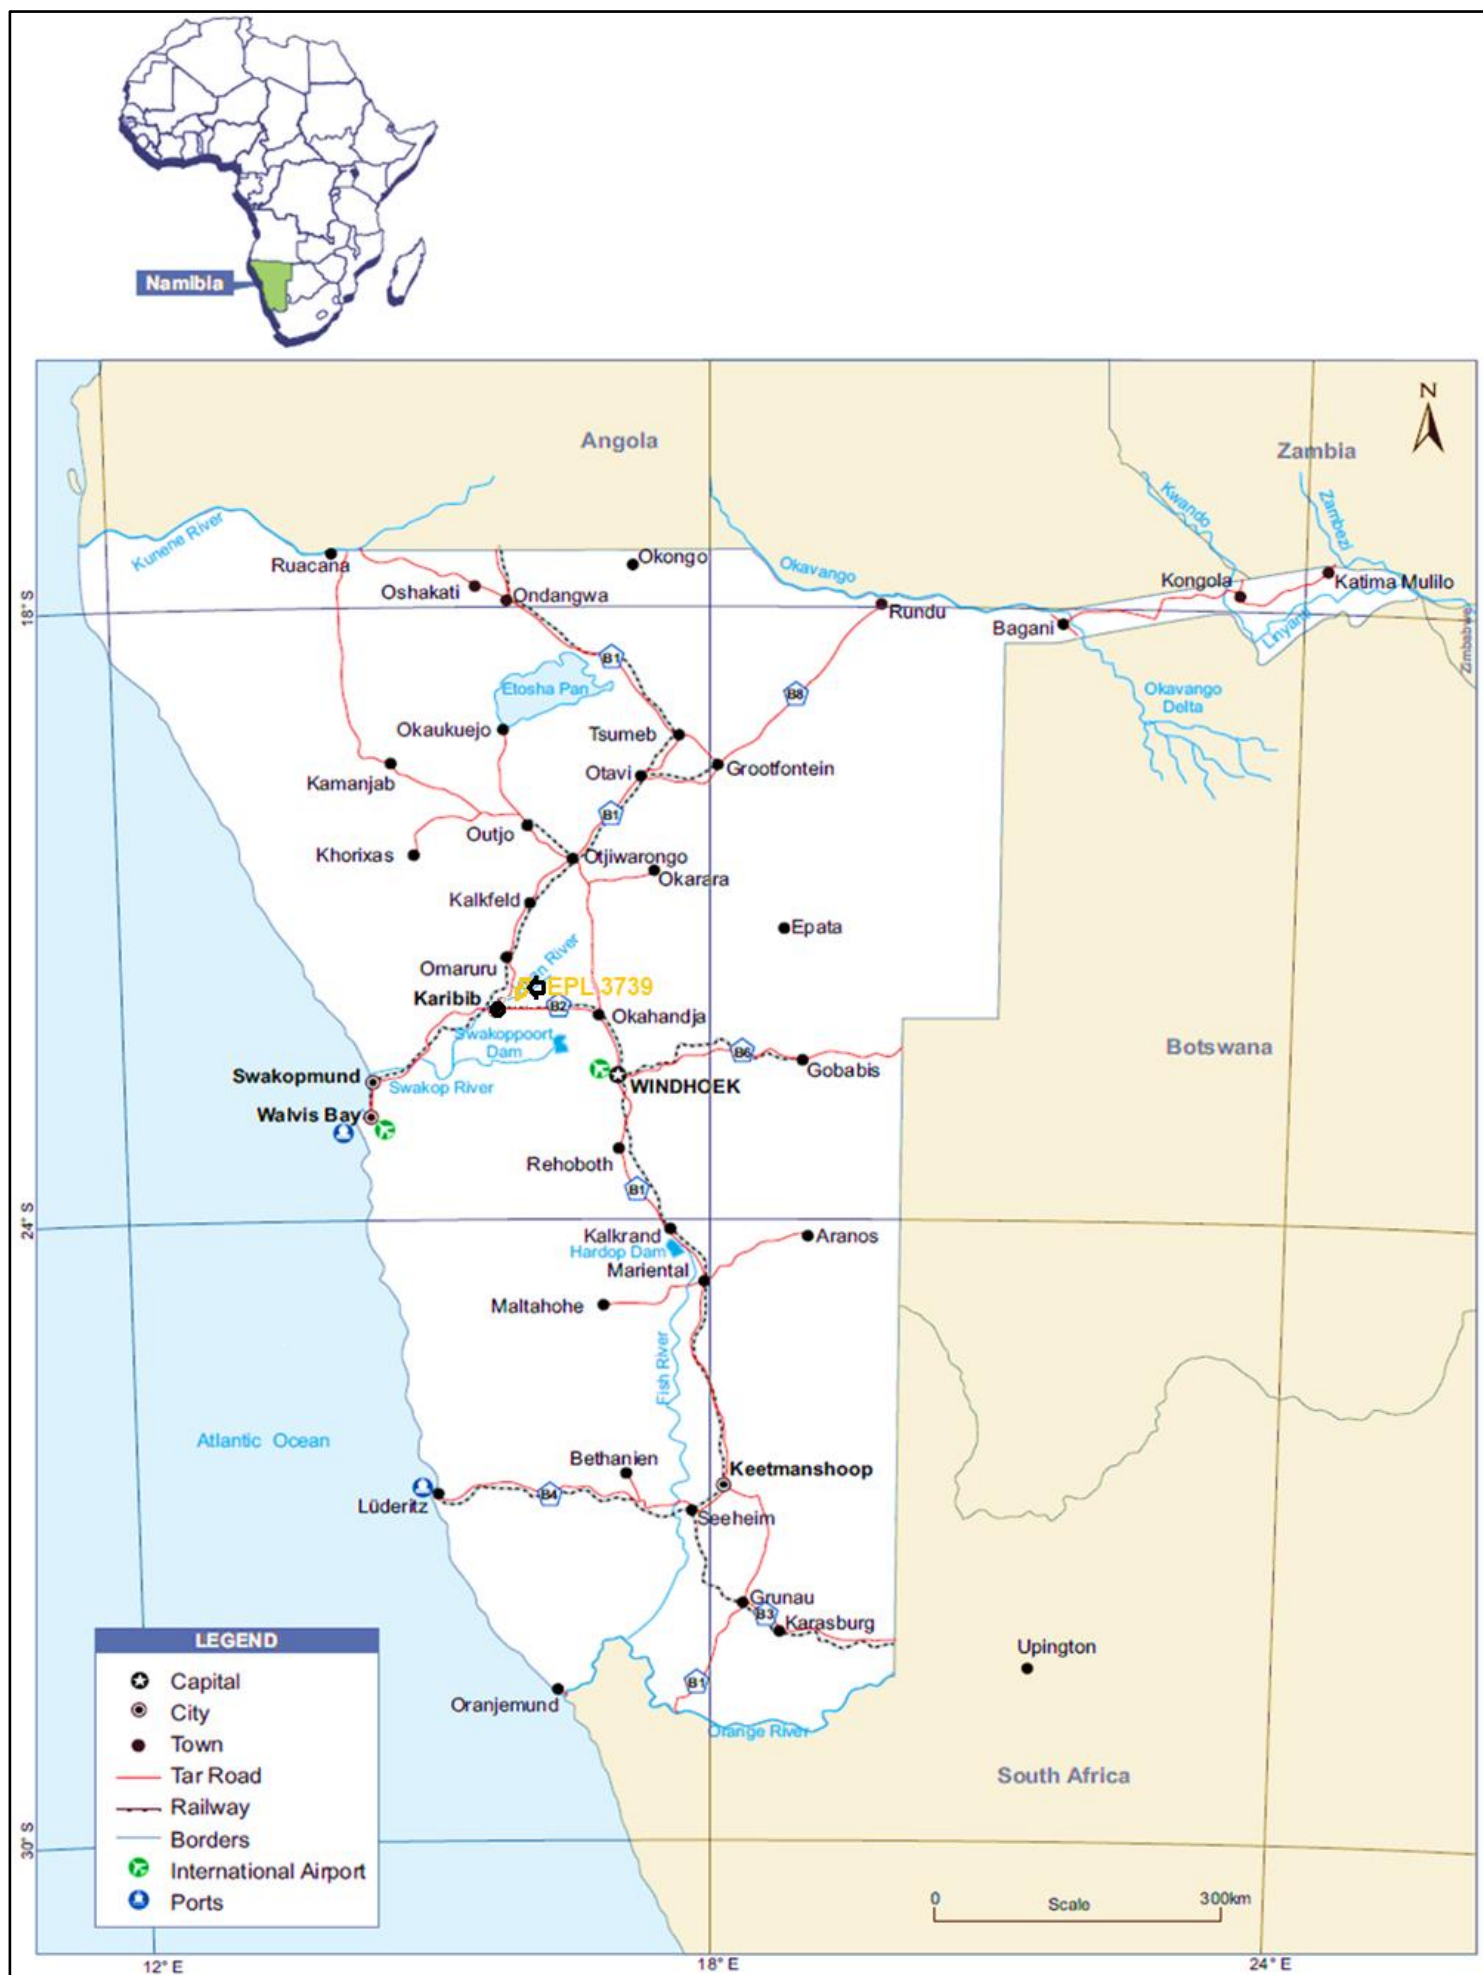 Namibia
N
Angola
Zambia
Kwando
Zambezi
Kunene River
Ruacana
Okongo
Okavango
Kongola
Katima Mulilo
Oshakati
Ondangwa
18° S
Rundu
Bagani
Linyanti
Zimbabwe
B1
Etosha Pan
B8
Okavango
Delta
Okaukuejo
Tsumeb
Otavi
Grootfontein
Kamanjab
B1
Outjo
Khorixas
Otjiwarongo
Okarara
Kalkfeld
Epata
Omaruru
River
EPL 3739
Karibib
B2
Okahandja
Swakoppoort
Dam
Botswana
B6
Gobabis
Swakopmund
Swakop River
WINDHOEK
Walvis Bay
Rehoboth
B1
24° S
Kalkrand
Aranos
Hardop Dam
Mariental
Maltahohe
Fish River
Atlantic Ocean
Bethanien
Keetmanshoop
B4
Lüderitz
Seeheim
Grunau
B3
Karasburg
Upington
B1
Oranjemund
Orange River
South Africa
LEGEND
Capital
City
Town
Tar Road
Railway
Borders
International Airport
Ports
30° S
0
Scale
300km
12° E
18° E
24° E